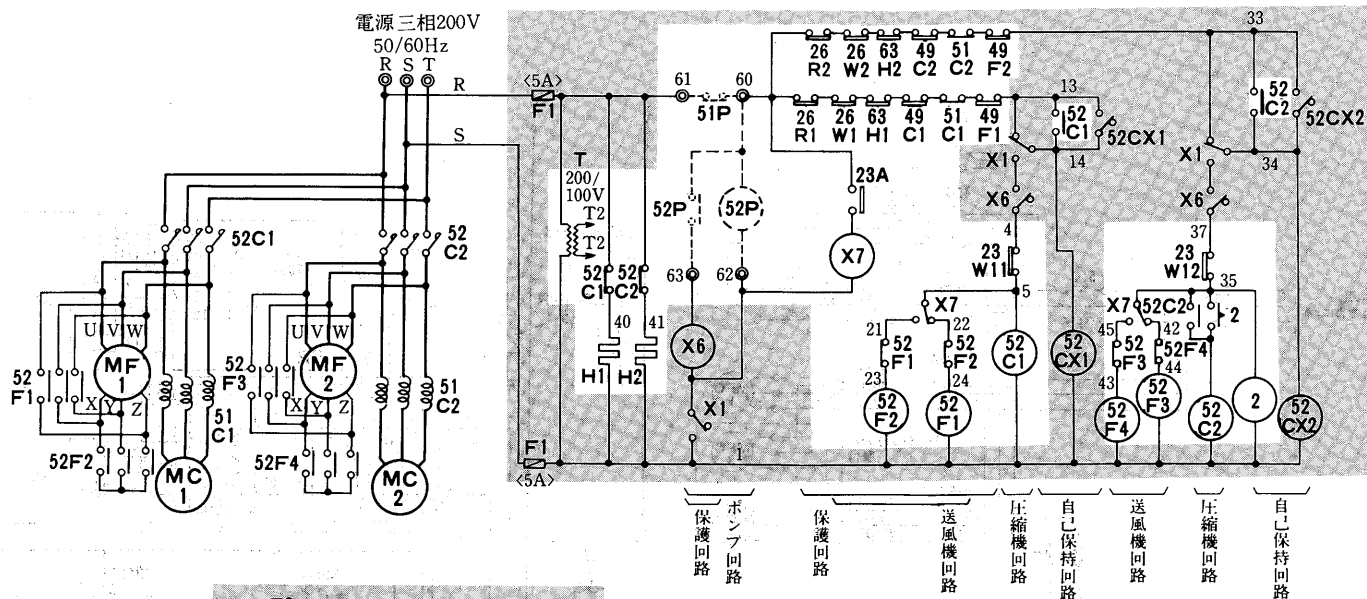 電源三相200V
50/60Hz
R S T
R
S
〈5A〉
F1
T
200/
100V
T2
T2
61
60
51P
52P
52P
63
62
26
R2
26
W2
63
H2
49
C2
51
C2
49
F2
26
R1
26
W1
63
H1
49
C1
51
C1
49
F1
33
13
52
C1
52CX1
14
X1
X6
4
23
W11
5
52
C2
52CX2
34
X1
X6
37
23
W12
35
23A
X7
52C1
52
C2
52
C1
52
C2
40
41
H1
H2
X6
X1
1
X7
21
22
52
F1
52
F2
23
24
52
F2
52
F1
52
C1
52
CX1
X7
52C2
2
45
42
52
F3
52
F4
43
44
52
F4
52
F3
52
C2
2
52
CX2
U V W
MF
1
X Y Z
52
F1
52F2
51
C1
MC
1
U V W
MF
2
X Y Z
52
F3
52F4
51
C2
MC
2
F1
〈5A〉
保護回路
ポンプ回路
保護回路
送風機回路
圧縮機回路
自己保持回路
送風機回路
圧縮機回路
自己保持回路